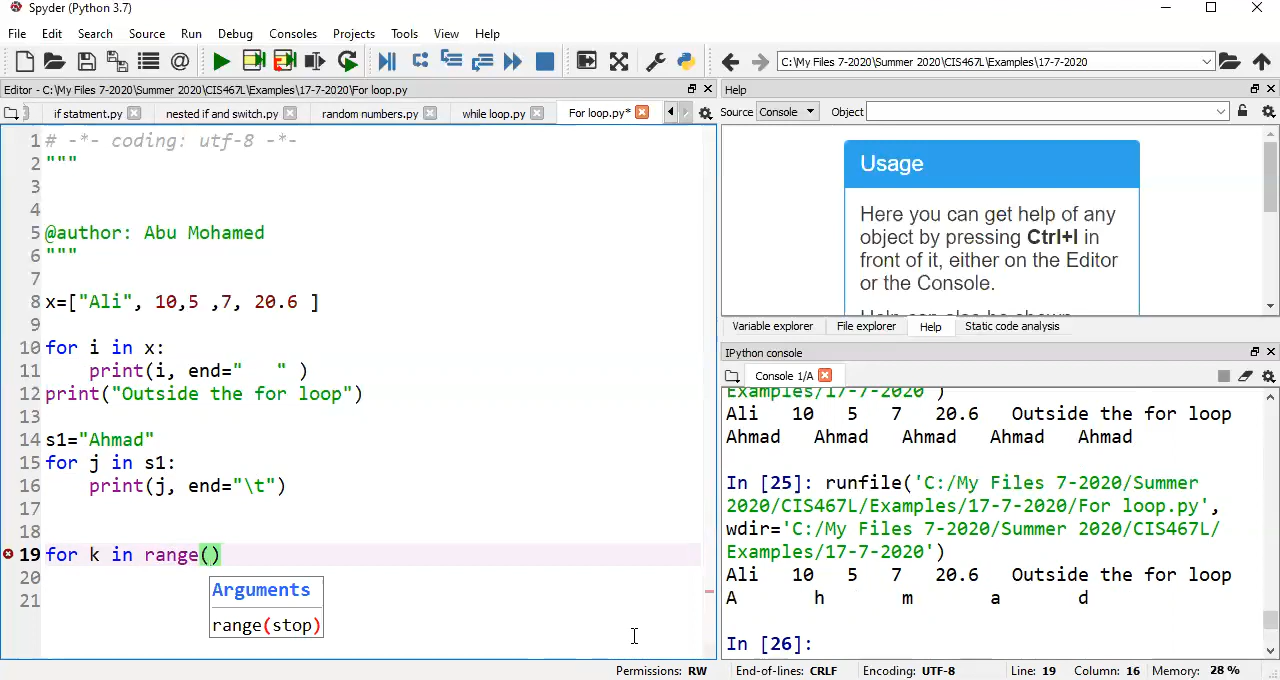 Spyder (Python 3.7)
File Edit Search Source Run Debug Consoles Projects Tools View Help
C:\My Files 7-2020\Summer 2020\CIS467L\Examples\17-7-2020
Editor - C:\My Files 7-2020\Summer 2020\CIS467L\Examples\17-7-2020\For loop.py
if statment.py nested if and switch.py random numbers.py while loop.py For loop.py*
1 # -*- coding: utf-8 -*-
2 """
3
4
5 @author: Abu Mohamed
6 """
7
8 x=["Ali", 10,5 ,7, 20.6 ]
9
10 for i in x:
11     print(i, end="   " )
12 print("Outside the for loop")
13
14 s1="Ahmad"
15 for j in s1:
16     print(j, end="\t")
17
18
19 for k in range()
20
21
Arguments
range(stop)
Help
Source Console Object
Usage
Here you can get help of any
object by pressing Ctrl+I in
front of it, either on the Editor
or the Console.
Variable explorer File explorer Help Static code analysis
IPython console
Console 1/A
Examples/17-7-2020')
Ali   10   5   7   20.6   Outside the for loop
Ahmad   Ahmad   Ahmad   Ahmad   Ahmad
In [25]: runfile('C:/My Files 7-2020/Summer
2020/CIS467L/Examples/17-7-2020/For loop.py',
wdir='C:/My Files 7-2020/Summer 2020/CIS467L/
Examples/17-7-2020')
Ali   10   5   7   20.6   Outside the for loop
A       h       m       a       d
In [26]:
Permissions: RW End-of-lines: CRLF Encoding: UTF-8 Line: 19 Column: 16 Memory: 28 %